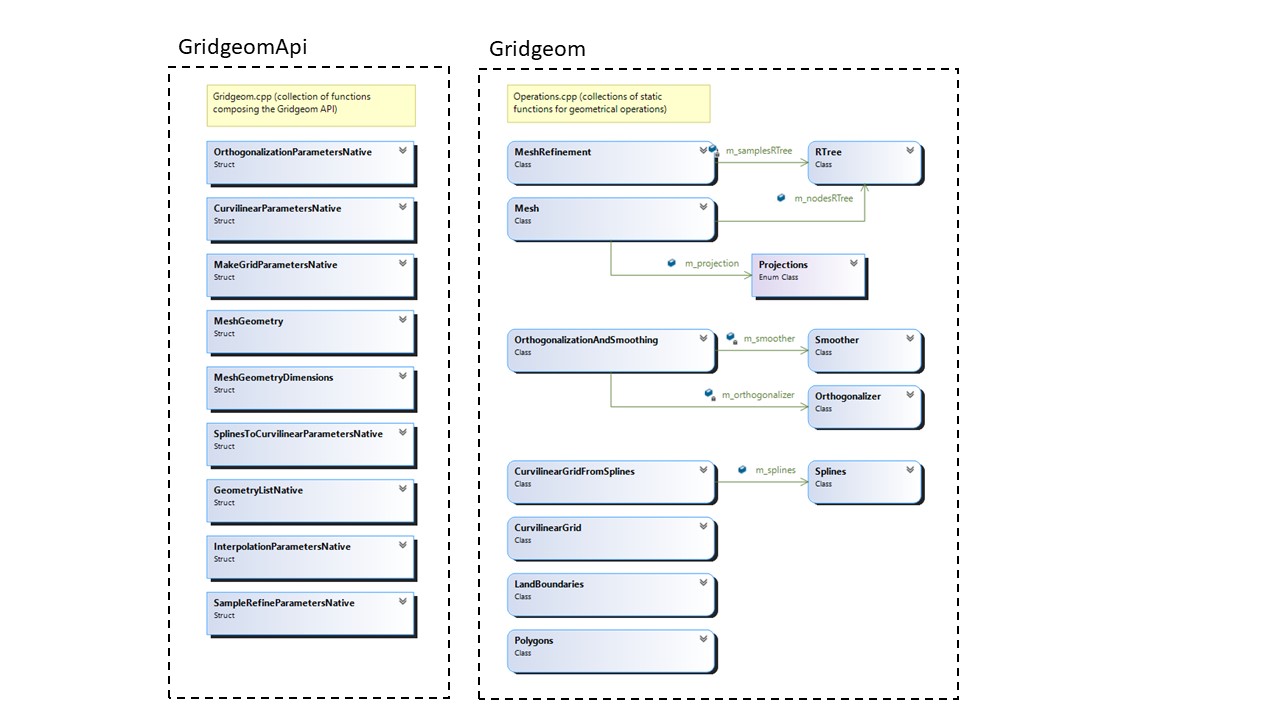 GridgeomApi
Gridgeom.cpp (collection of functions
composing the Gridgeom API)
OrthogonalizationParametersNative
Struct
CurvilinearParametersNative
Struct
MakeGridParametersNative
Struct
MeshGeometry
Struct
MeshGeometryDimensions
Struct
SplinesToCurvilinearParametersNative
Struct
GeometryListNative
Struct
InterpolationParametersNative
Struct
SampleRefineParametersNative
Struct
Gridgeom
Operations.cpp (collections of static
functions for geometrical operations)
MeshRefinement
Class
m_samplesRTree
RTree
Class
Mesh
Class
m_nodesRTree
m_projection
Projections
Enum Class
OrthogonalizationAndSmoothing
Class
m_smoother
Smoother
Class
m_orthogonalizer
Orthogonalizer
Class
CurvilinearGridFromSplines
Class
m_splines
Splines
Class
CurvilinearGrid
Class
LandBoundaries
Class
Polygons
Class